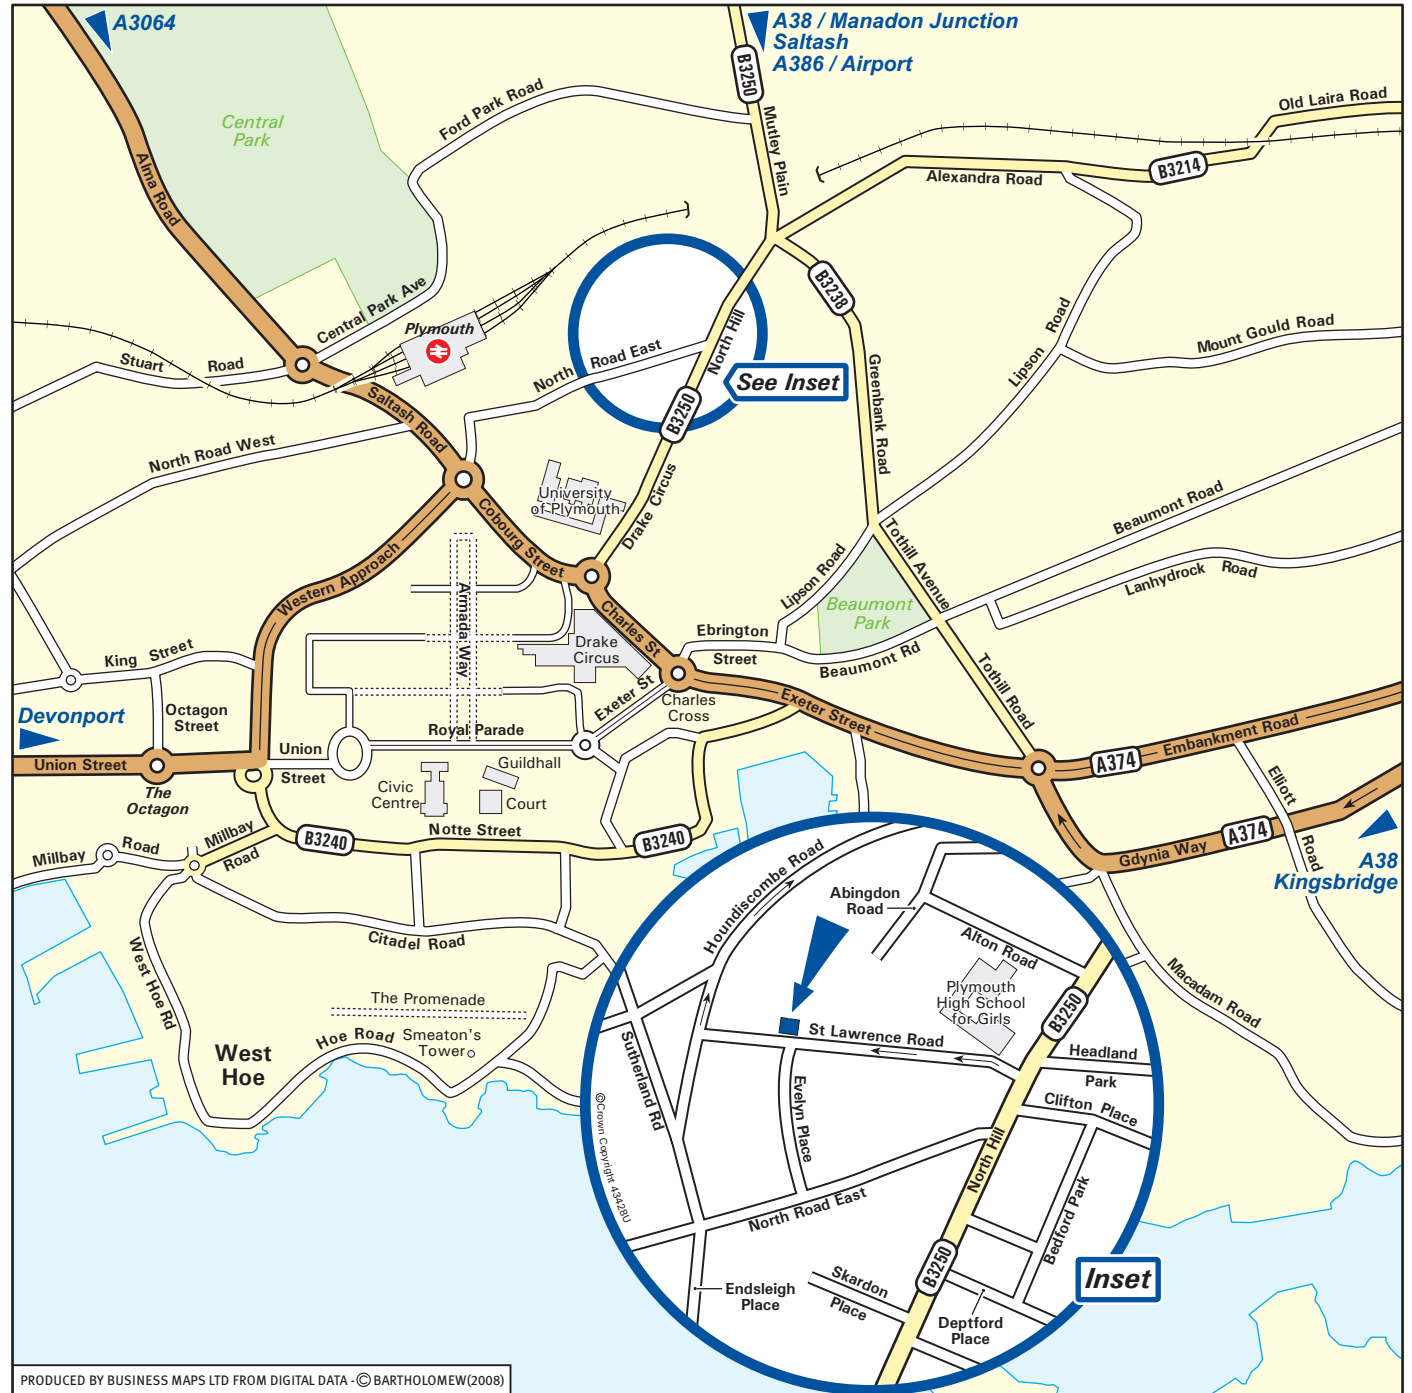 A3064
A38 / Manadon Junction
Saltash
A386 / Airport
B3250
Mutley Plain
Old Laira Road
Ford Park Road
Central
Park
Alma Road
Alexandra Road
B3214
B3238
Central Park Ave
Plymouth
Stuart Road
North Road East
North Hill
See Inset
Lipson Road
Mount Gould Road
Greenbank Road
Saltash Road
B3250
North Road West
University
of Plymouth
Drake Circus
Cobourg Street
Beaumont Road
Western Approach
Armada Way
Tothill Avenue
Lanhydrock Road
Lipson Road
Beaumont
Park
Charles St
Drake
Circus
Ebrington
Street
Beaumont Rd
King Street
Tothill Road
Octagon
Street
Devonport
Exeter St
Charles
Cross
Exeter Street
Royal Parade
Union
Street
Embankment Road
A374
Union Street
The
Octagon
Guildhall
Civic
Centre
Court
Elliott Road
Notte Street
B3240
B3240
Millbay Road
Millbay
Road
Gdynia Way
A374
A38
Kingsbridge
Citadel Road
West Hoe Rd
The Promenade
Hoe Road
Smeaton's
Tower
West
Hoe
Macadam Road
Houndiscombe Road
Abingdon
Road
Alton Road
Plymouth
High School
for Girls
B3250
St Lawrence Road
Headland
Park
Clifton Place
Sutherland Rd
Evelyn Place
©Crown Copyright 43428U
North Hill
North Road East
Bedford Park
B3250
Inset
Skardon
Place
Endsleigh
Place
Deptford
Place
PRODUCED BY BUSINESS MAPS LTD FROM DIGITAL DATA - © BARTHOLOMEW(2008)